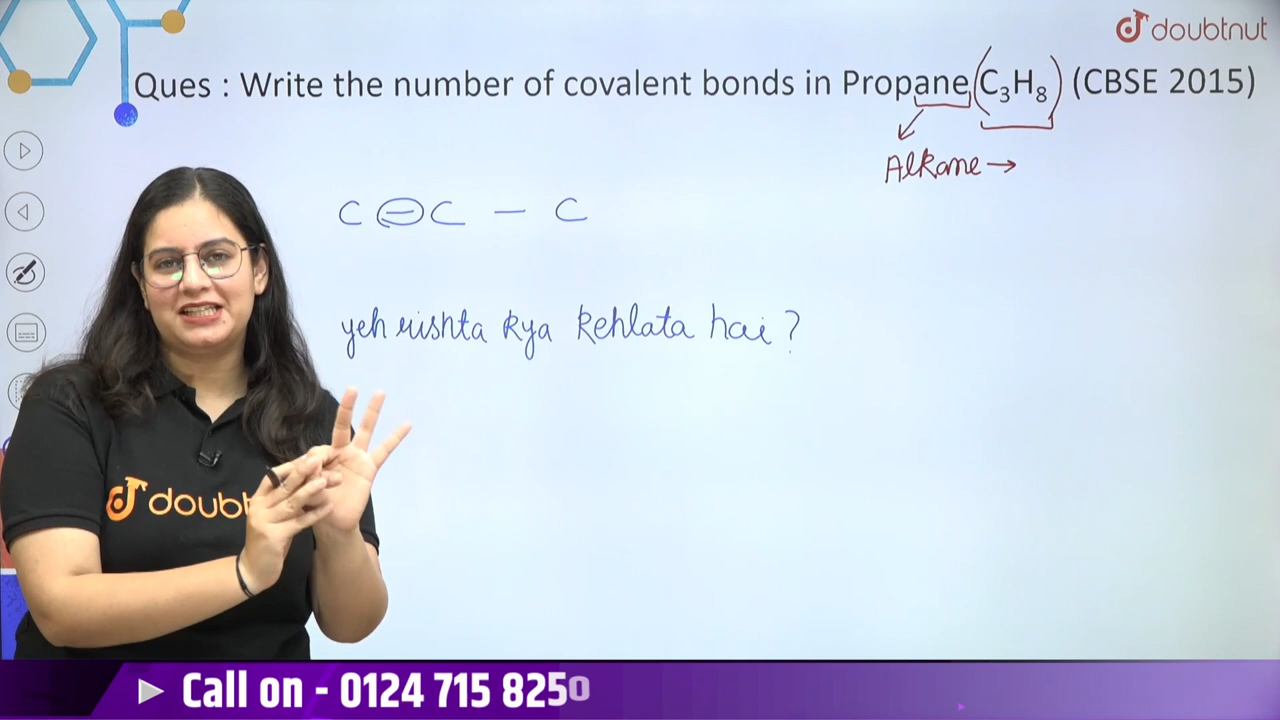 doubtnut
Ques : Write the number of covalent bonds in Propane (C₃H₈) (CBSE 2015)
Alkane →
C = C — C
yeh rishta kya kehlata hai ?
doubt
Call on - 0124 715 8250